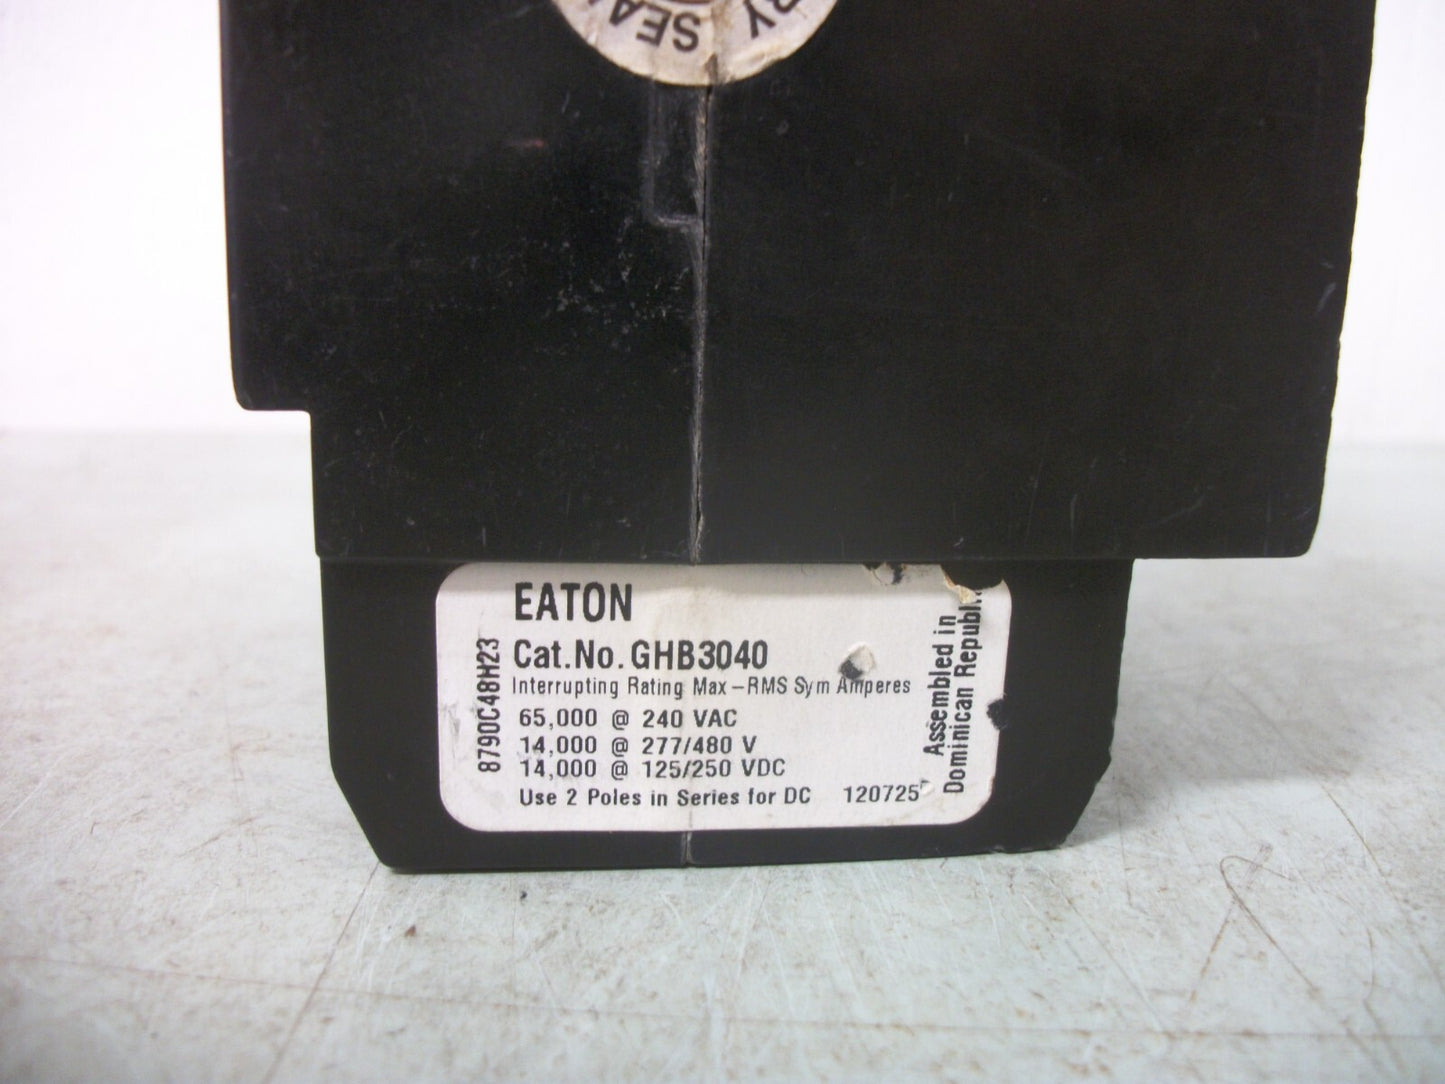 EATON
Cat.No.GHB3040
Interrupting Rating Max-RMS Sym Amperes
65,000 @ 240 VAC
14,000 @ 277/480 V
14,000 @ 125/250 VDC
Use 2 Poles in Series for DC 120725
8790C48H23
Assembled in
Dominican